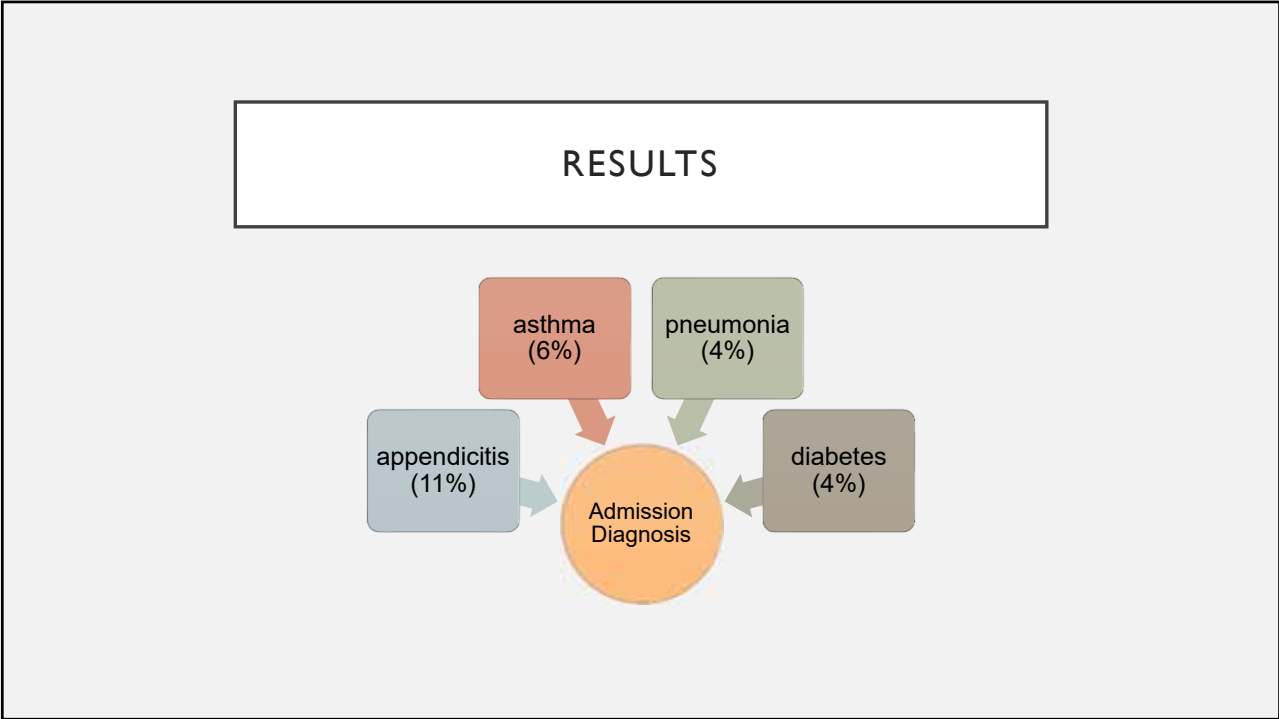 RESULTS
asthma
(6%)
pneumonia
(4%)
appendicitis
(11%)
diabetes
(4%)
Admission
Diagnosis